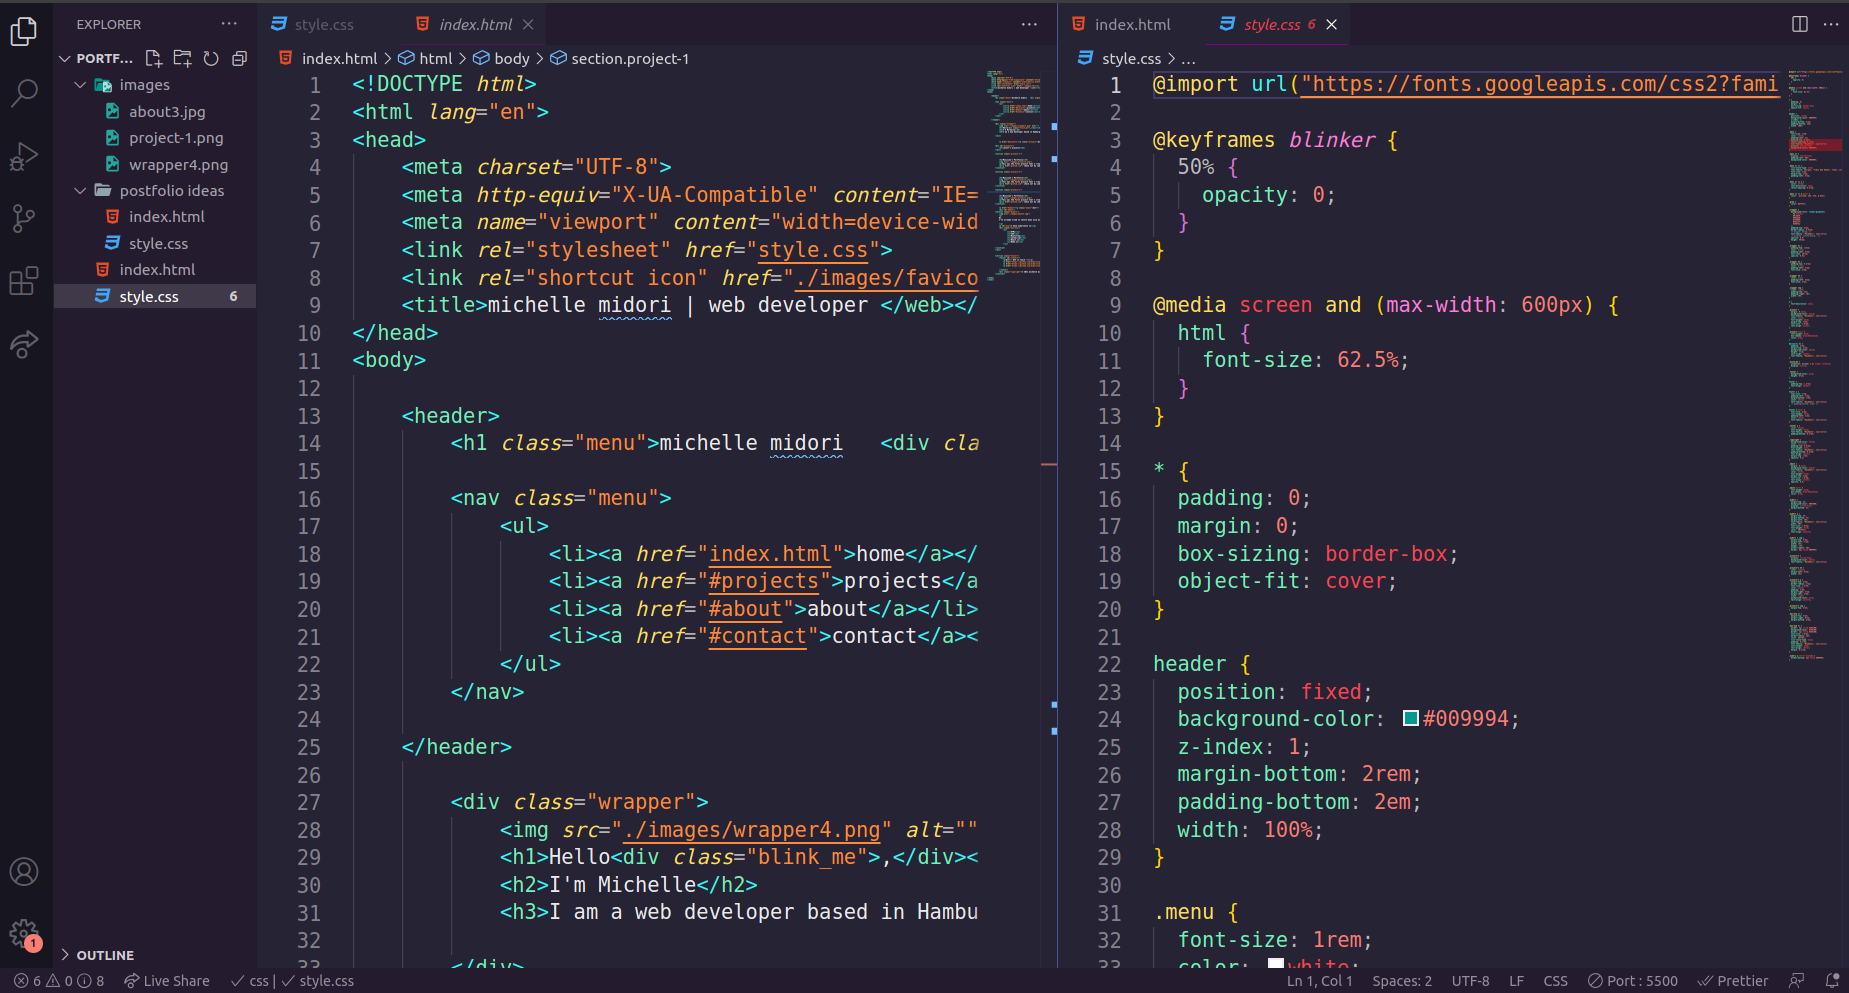 EXPLORER ···
PORTF...
images
about3.jpg
project-1.png
wrapper4.png
postfolio ideas
index.html
style.css
index.html
style.css 6
OUTLINE
style.css index.html ···
index.html > html > body > section.project-1
1 <!DOCTYPE html>
2 <html lang="en">
3 <head>
4 <meta charset="UTF-8">
5 <meta http-equiv="X-UA-Compatible" content="IE=
6 <meta name="viewport" content="width=device-wid
7 <link rel="stylesheet" href="style.css">
8 <link rel="shortcut icon" href="./images/favico
9 <title>michelle midori | web developer </web></
10 </head>
11 <body>
12
13 <header>
14 <h1 class="menu">michelle midori <div cla
15
16 <nav class="menu">
17 <ul>
18 <li><a href="index.html">home</a></
19 <li><a href="#projects">projects</a
20 <li><a href="#about">about</a></li>
21 <li><a href="#contact">contact</a><
22 </ul>
23 </nav>
24
25 </header>
26
27 <div class="wrapper">
28 <img src="./images/wrapper4.png" alt=""
29 <h1>Hello<div class="blink_me">,</div><
30 <h2>I'm Michelle</h2>
31 <h3>I am a web developer based in Hambu
32
33 </div>
index.html style.css 6 ···
style.css > ...
1 @import url("https://fonts.googleapis.com/css2?fami
2
3 @keyframes blinker {
4 50% {
5 opacity: 0;
6 }
7 }
8
9 @media screen and (max-width: 600px) {
10 html {
11 font-size: 62.5%;
12 }
13 }
14
15 * {
16 padding: 0;
17 margin: 0;
18 box-sizing: border-box;
19 object-fit: cover;
20 }
21
22 header {
23 position: fixed;
24 background-color: #009994;
25 z-index: 1;
26 margin-bottom: 2rem;
27 padding-bottom: 2em;
28 width: 100%;
29 }
30
31 .menu {
32 font-size: 1rem;
33 color: white;
1
6 0 8 Live Share ✓ css | ✓ style.css Ln 1, Col 1 Spaces: 2 UTF-8 LF CSS Port : 5500 Prettier